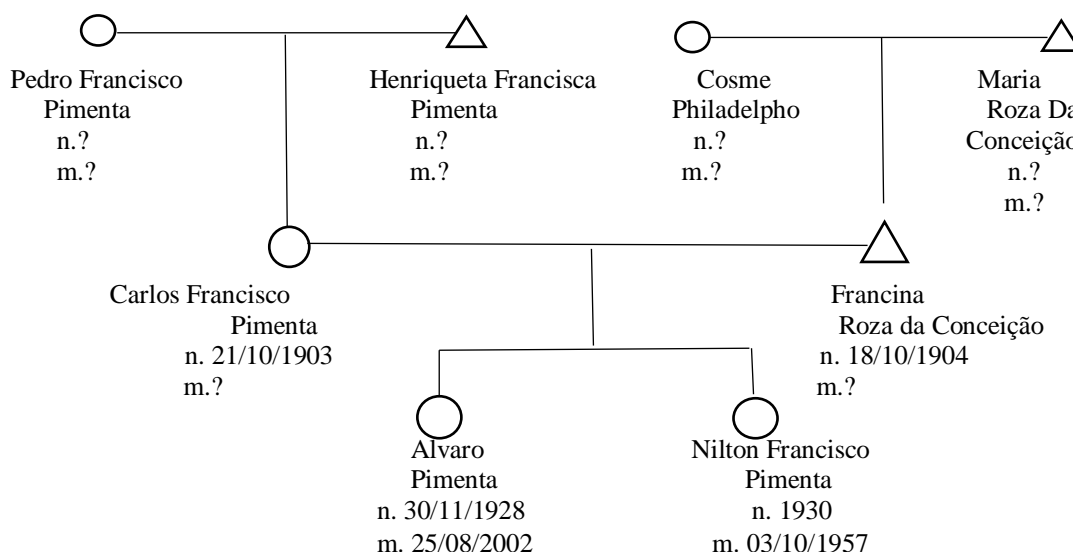 Pedro Francisco
Pimenta
n.?
m.?
Henriqueta Francisca
Pimenta
n.?
m.?
Cosme
Philadelpho
n.?
m.?
Maria
Roza Da
Conceição
n.?
m.?
Carlos Francisco
Pimenta
n. 21/10/1903
m.?
Francina
Roza da Conceição
n. 18/10/1904
m.?
Alvaro
Pimenta
n. 30/11/1928
m. 25/08/2002
Nilton Francisco
Pimenta
n. 1930
m. 03/10/1957